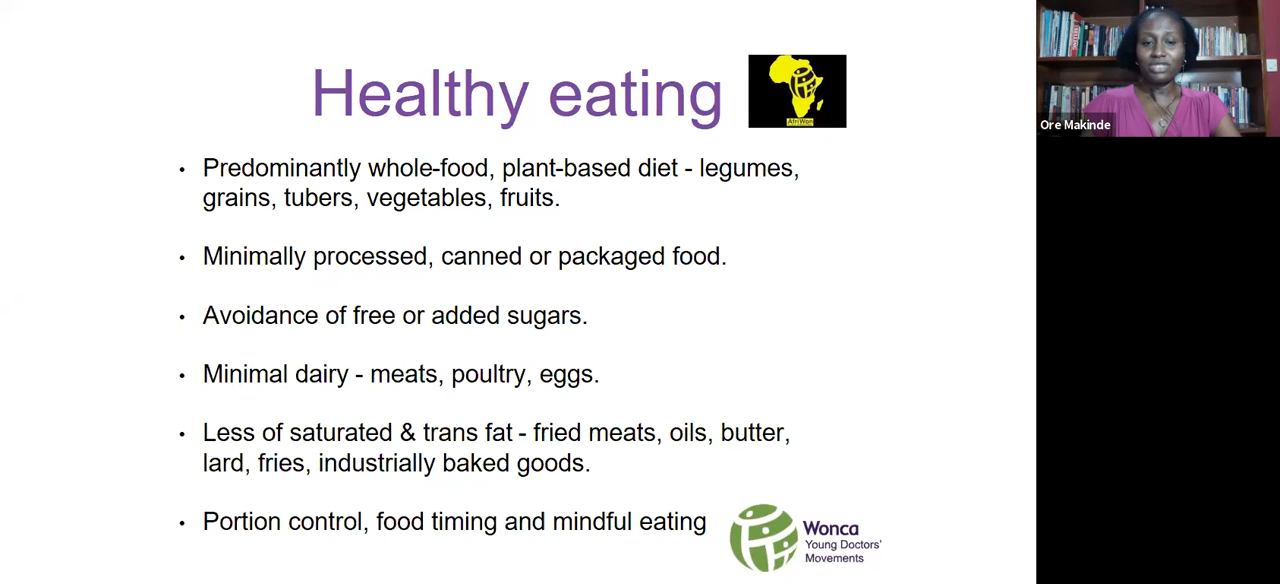 Healthy eating
AfriWon
Ore Makinde
• Predominantly whole-food, plant-based diet - legumes,
grains, tubers, vegetables, fruits.
• Minimally processed, canned or packaged food.
• Avoidance of free or added sugars.
• Minimal dairy - meats, poultry, eggs.
• Less of saturated & trans fat - fried meats, oils, butter,
lard, fries, industrially baked goods.
• Portion control, food timing and mindful eating
Wonca
Young Doctors'
Movements